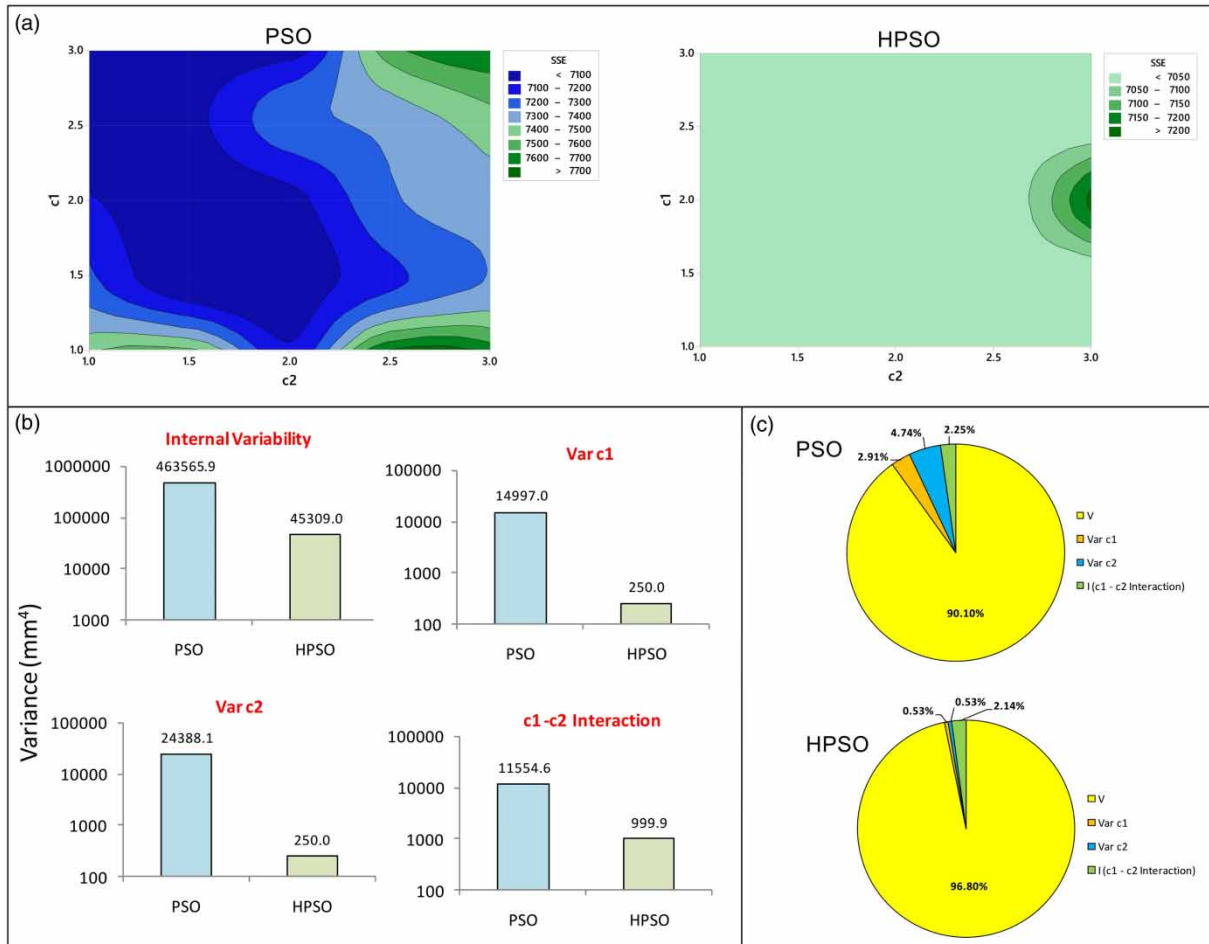 (a)
PSO
3.0
2.5
2.0
1.5
1.0
c1
1.0 1.5 2.0 2.5 3.0
c2
SSE
< 7100
7100 – 7200
7200 – 7300
7300 – 7400
7400 – 7500
7500 – 7600
7600 – 7700
> 7700
HPSO
3.0
2.5
2.0
1.5
1.0
c1
1.0 1.5 2.0 2.5 3.0
c2
SSE
< 7050
7050 – 7100
7100 – 7150
7150 – 7200
> 7200
(b)
Variance (mm⁴)
Internal Variability
1000000
100000
10000
1000
463565.9
45309.0
PSO HPSO
Var c1
100000
10000
1000
100
14997.0
250.0
PSO HPSO
Var c2
100000
10000
1000
100
24388.1
250.0
PSO HPSO
c1-c2 Interaction
100000
10000
1000
100
11554.6
999.9
PSO HPSO
(c)
PSO
2.91%
4.74%
2.25%
90.10%
V
Var c1
Var c2
I (c1 - c2 Interaction)
HPSO
0.53%
0.53%
2.14%
96.80%
V
Var c1
Var c2
I (c1 - c2 Interaction)